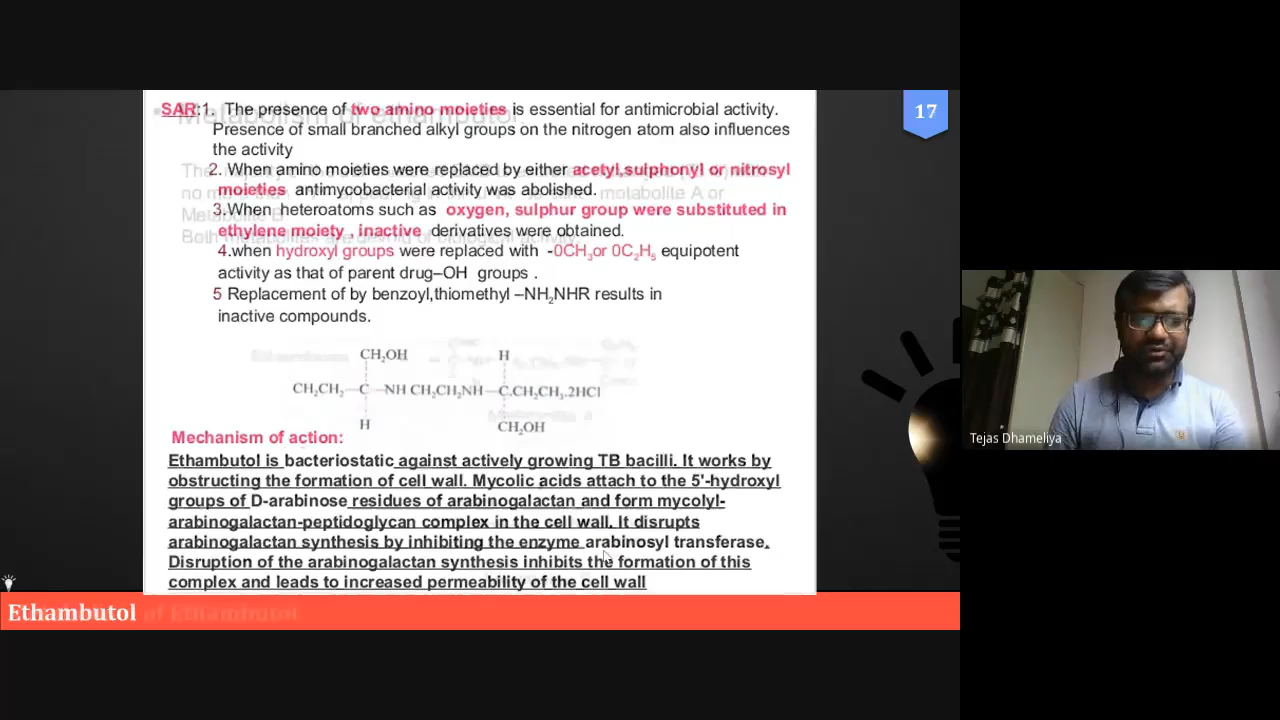 SAR:1. The presence of two amino moieties is essential for antimicrobial activity.
Presence of small branched alkyl groups on the nitrogen atom also influences
the activity
2. When amino moieties were replaced by either acetyl,sulphonyl or nitrosyl
moieties antimycobacterial activity was abolished.
3.When heteroatoms such as oxygen, sulphur group were substituted in
ethylene moiety , inactive derivatives were obtained.
4.when hydroxyl groups were replaced with -0CH3or 0C2H5 equipotent
activity as that of parent drug–OH groups .
5 Replacement of by benzoyl,thiomethyl –NH2NHR results in
inactive compounds.
CH2OH H
CH3CH2—C—NH CH2CH2NH—C.CH2CH3.2HCl
H CH2OH
Mechanism of action:
Ethambutol is bacteriostatic against actively growing TB bacilli. It works by
obstructing the formation of cell wall. Mycolic acids attach to the 5'-hydroxyl
groups of D-arabinose residues of arabinogalactan and form mycolyl-
arabinogalactan-peptidoglycan complex in the cell wall. It disrupts
arabinogalactan synthesis by inhibiting the enzyme arabinosyl transferase.
Disruption of the arabinogalactan synthesis inhibits the formation of this
complex and leads to increased permeability of the cell wall
17
Tejas Dhameliya
Ethambutol